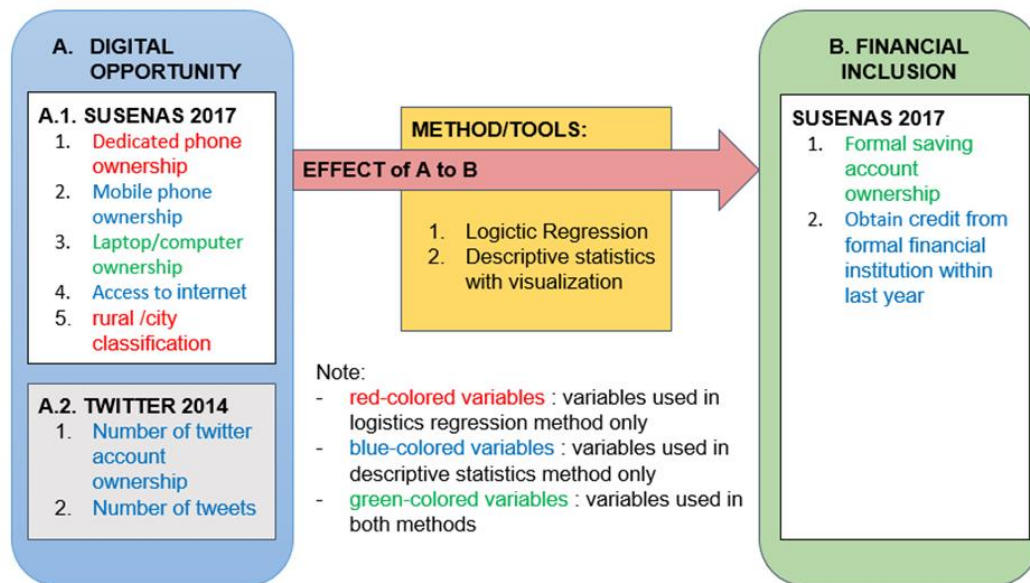 A. DIGITAL
OPPORTUNITY
A.1. SUSENAS 2017
1. Dedicated phone
ownership
2. Mobile phone
ownership
3. Laptop/computer
ownership
4. Access to internet
5. rural /city
classification
A.2. TWITTER 2014
1. Number of twitter
account
ownership
2. Number of tweets
METHOD/TOOLS:
EFFECT of A to B
1. Logictic Regression
2. Descriptive statistics
with visualization
Note:
- red-colored variables : variables used in
logistics regression method only
- blue-colored variables : variables used in
descriptive statistics method only
- green-colored variables : variables used in
both methods
B. FINANCIAL
INCLUSION
SUSENAS 2017
1. Formal saving
account
ownership
2. Obtain credit from
formal financial
institution within
last year